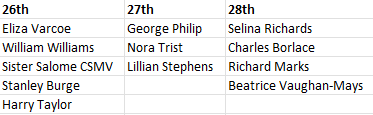 26th 27th 28th
Eliza Varcoe George Philip Selina Richards
William Williams Nora Trist Charles Borlace
Sister Salome CSMV Lillian Stephens Richard Marks
Stanley Burge Beatrice Vaughan-Mays
Harry Taylor